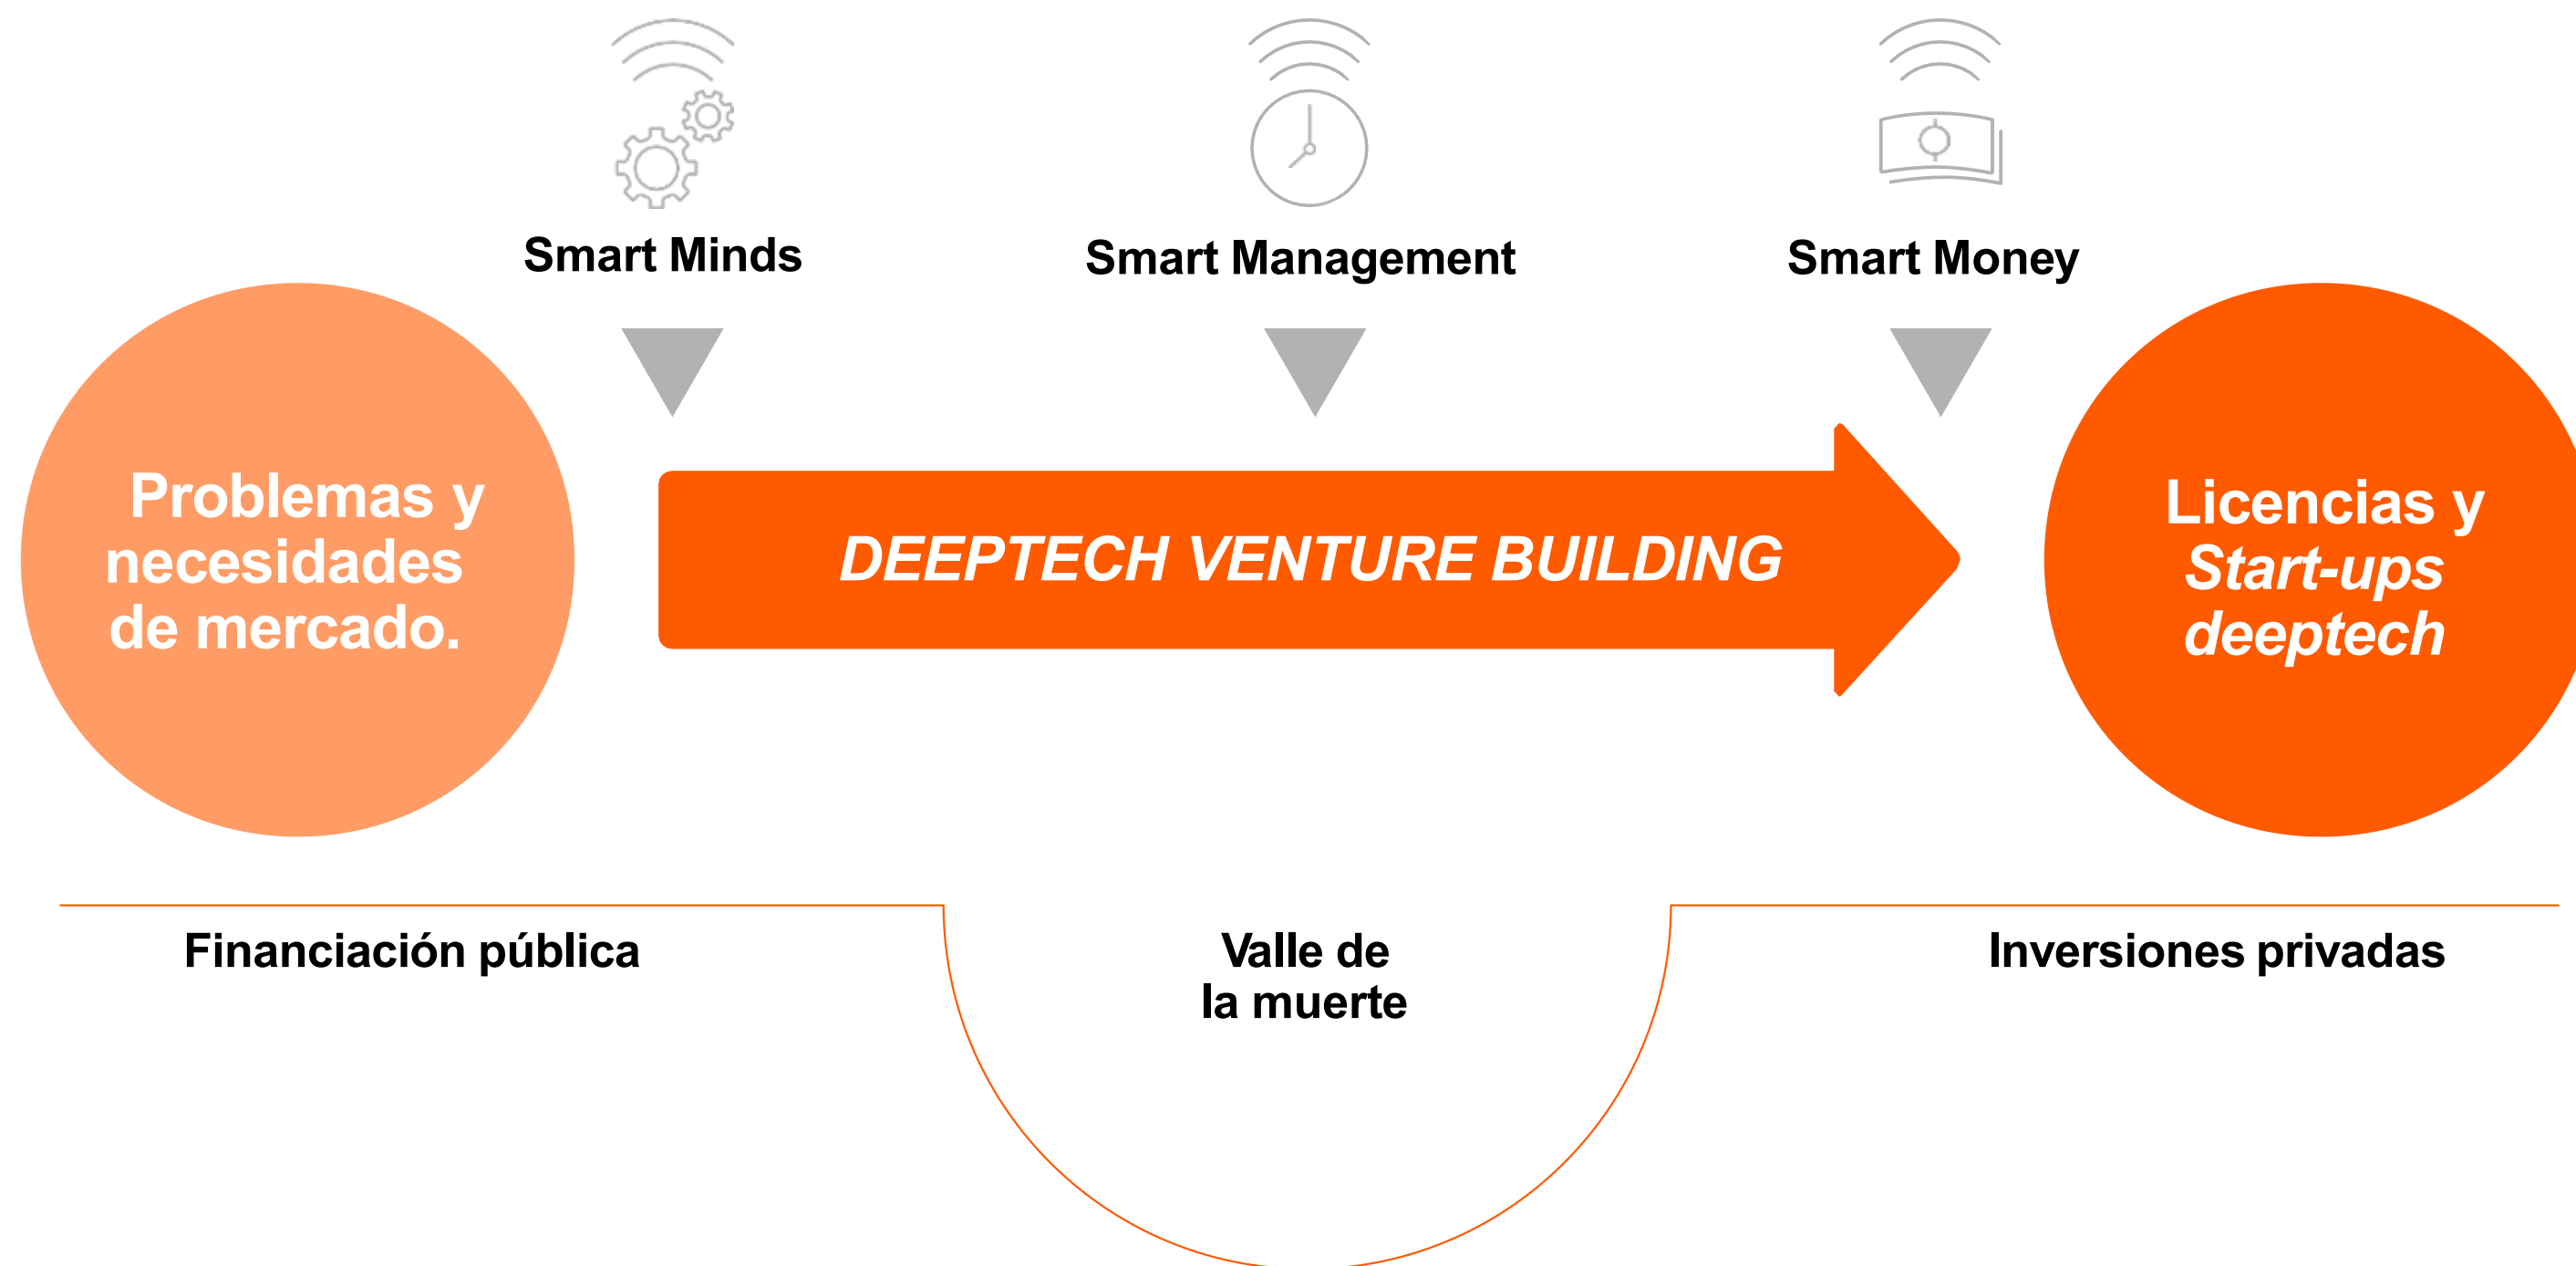 Smart Minds
Smart Management
Smart Money
Problemas y
necesidades
de mercado.
DEEPTECH VENTURE BUILDING
Licencias y
Start-ups
deeptech
Financiación pública
Valle de
la muerte
Inversiones privadas